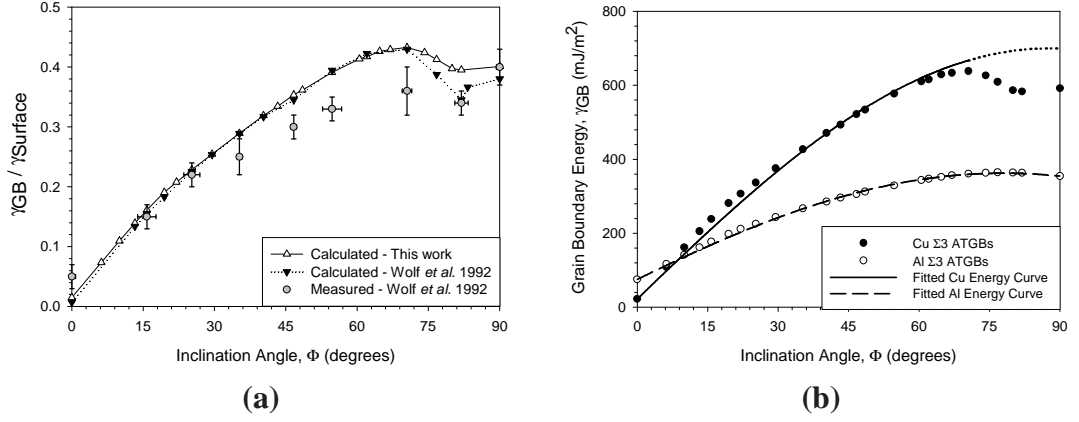 (a)
0.5
0.4
0.3
0.2
0.1
0.0
γGB / γSurface
Calculated - This work
Calculated - Wolf et al. 1992
Measured - Wolf et al. 1992
0 15 30 45 60 75 90
Inclination Angle, Φ (degrees)
(a)
(b)
800
600
400
200
0
Grain Boundary Energy, γGB (mJ/m²)
Cu Σ3 ATGBs
Al Σ3 ATGBs
Fitted Cu Energy Curve
Fitted Al Energy Curve
0 15 30 45 60 75 90
Inclination Angle, Φ (degrees)
(b)